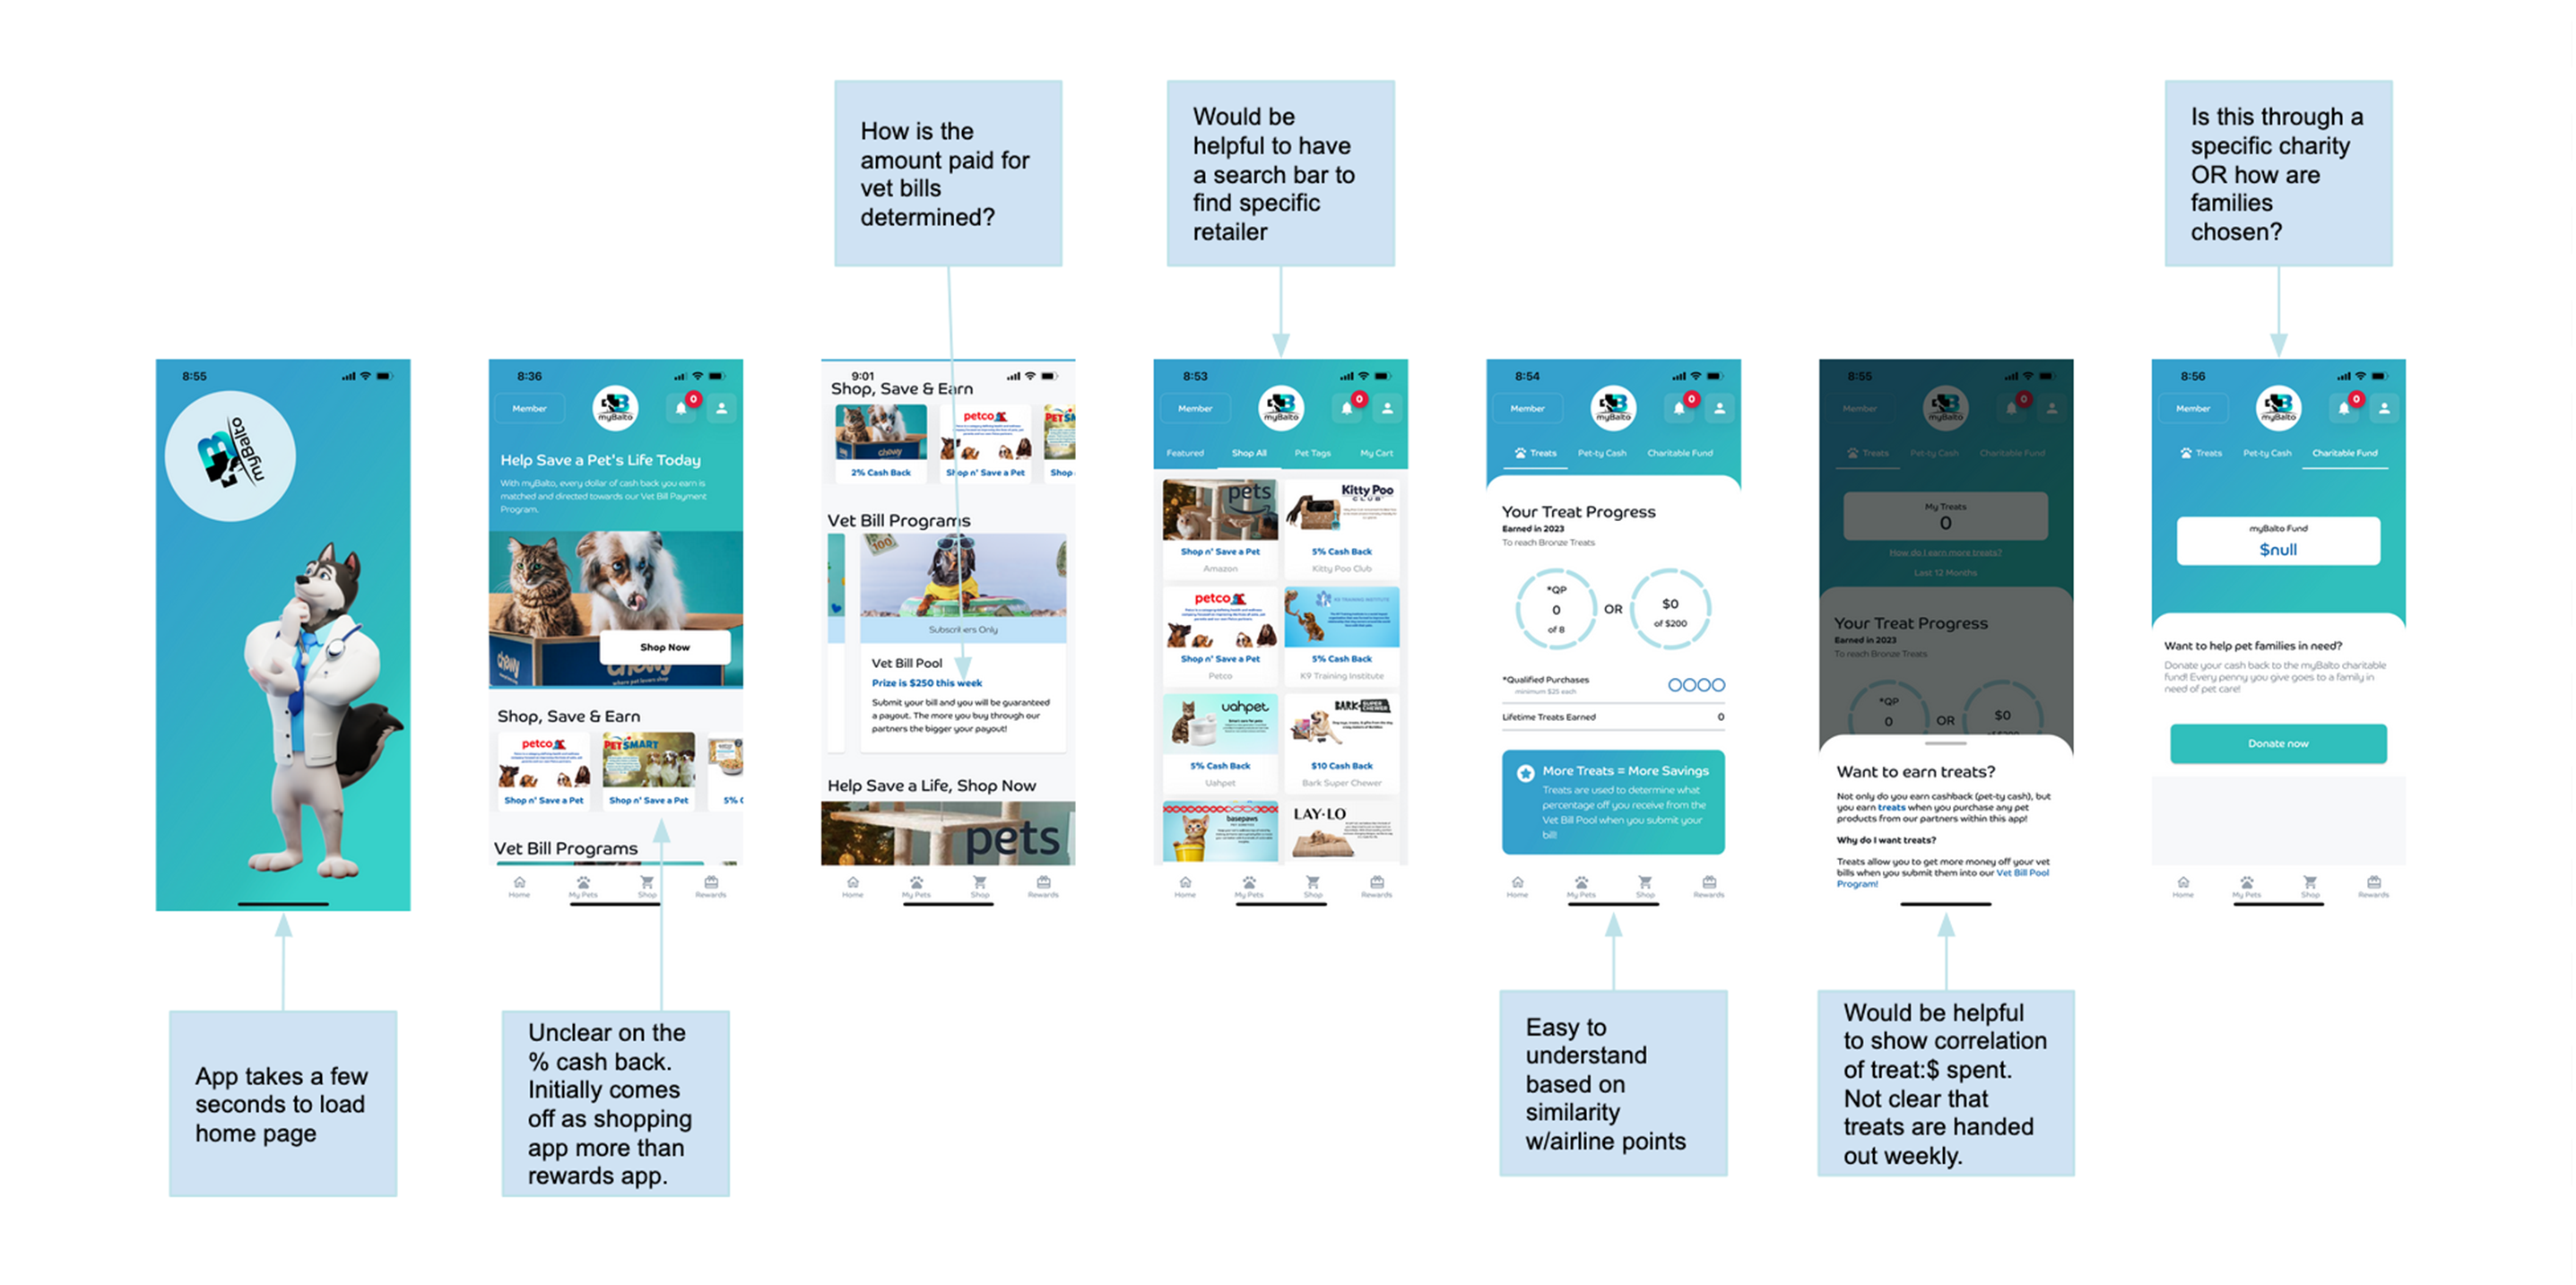 How is the
amount paid for
vet bills
determined?
Would be
helpful to have
a search bar to
find specific
retailer
Is this through a
specific charity
OR how are
families
chosen?
8:55
myBalto
8:36
Member
myBalto
0
Help Save a Pet's Life Today
With myBalto, every dollar of cash back you earn is
matched and directed towards our Vet Bill Payment
Program.
Shop Now
chewy
chewy
where pet lovers shop
Shop, Save & Earn
petco
PETSMART
Shop n' Save a Pet
Shop n' Save a Pet
5% C
Vet Bill Programs
Home
My Pets
Shop
Rewards
9:01
Shop, Save & Earn
chewy
petco
PETSM
2% Cash Back
Shop n' Save a Pet
Shop
Vet Bill Programs
100
Subscribers Only
Vet Bill Pool
Prize is $250 this week
Submit your bill and you will be guaranteed
a payout. The more you buy through our
partners the bigger your payout!
Help Save a Life, Shop Now
pets
Home
My Pets
Shop
Rewards
8:53
Member
myBalto
0
Featured
Shop All
Pet Tags
My Cart
pets
Kitty Poo
CLUB
Shop n' Save a Pet
Amazon
5% Cash Back
Kitty Poo Club
petco
K9 TRAINING INSTITUTE
Shop n' Save a Pet
Petco
5% Cash Back
K9 Training Institute
uahpet
BARK
SUPER
CHEWER
5% Cash Back
Uahpet
$10 Cash Back
Bark Super Chewer
basepaws
LAY·LO
Home
My Pets
Shop
Rewards
8:54
Member
myBalto
0
Treats
Pet-ty Cash
Charitable Fund
Your Treat Progress
Earned in 2023
To reach Bronze Treats
*QP
0
of 8
OR
$0
of $200
*Qualified Purchases
minimum $25 each
Lifetime Treats Earned
0
More Treats = More Savings
Treats are used to determine what
percentage off you receive from the
Vet Bill Pool when you submit your
bill!
Home
My Pets
Shop
Rewards
8:55
Member
myBalto
0
Treats
Pet-ty Cash
Charitable Fund
My Treats
0
How do I earn more treats?
Last 12 Months
Your Treat Progress
Earned in 2023
To reach Bronze Treats
*QP
0
OR
$0
of $200
Want to earn treats?
Not only do you earn cashback (pet-ty cash), but
you earn treats when you purchase any pet
products from our partners within this app!
Why do I want treats?
Treats allow you to get more money off your vet
bills when you submit them into our Vet Bill Pool
Program!
8:56
Member
myBalto
0
Treats
Pet-ty Cash
Charitable Fund
myBalto Fund
$null
Want to help pet families in need?
Donate your cash back to the myBalto charitable
fund! Every penny you give goes to a family in
need of pet care!
Donate now
Home
My Pets
Shop
Rewards
App takes a few
seconds to load
home page
Unclear on the
% cash back.
Initially comes
off as shopping
app more than
rewards app.
Easy to
understand
based on
similarity
w/airline points
Would be helpful
to show correlation
of treat:$ spent.
Not clear that
treats are handed
out weekly.